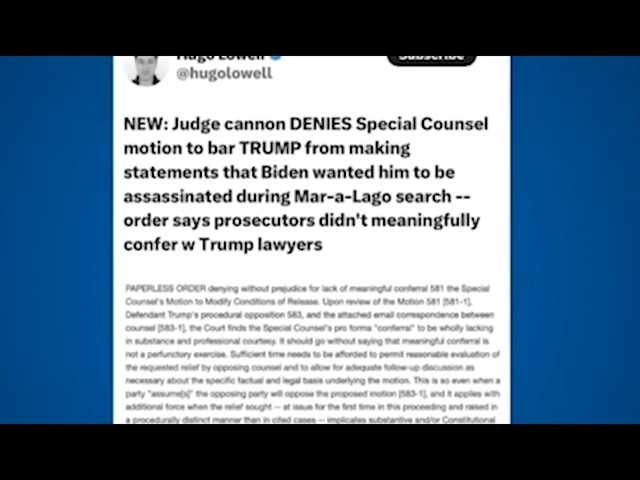 Hugo Lowell
Subscribe
@hugolowell
NEW: Judge cannon DENIES Special Counsel
motion to bar TRUMP from making
statements that Biden wanted him to be
assassinated during Mar-a-Lago search --
order says prosecutors didn't meaningfully
confer w Trump lawyers
PAPERLESS ORDER denying without prejudice for lack of meaningful conferral 581 the Special
Counsel's Motion to Modify Conditions of Release. Upon review of the Motion 581 [581-1],
Defendant Trump's procedural opposition 583, and the attached email correspondence between
counsel [583-1], the Court finds the Special Counsel's pro forma "conferral" to be wholly lacking
in substance and professional courtesy. It should go without saying that meaningful conferral is
not a perfunctory exercise. Sufficient time needs to be afforded to permit reasonable evaluation of
the requested relief by opposing counsel and to allow for adequate follow-up discussion as
necessary about the specific factual and legal basis underlying the motion. This is so even when a
party "assume[s]" the opposing party will oppose the proposed motion [583-1], and it applies with
additional force when the relief sought -- at issue for the first time in this proceeding and raised in
a procedurally distinct manner than in cited cases -- implicates substantive and/or Constitutional